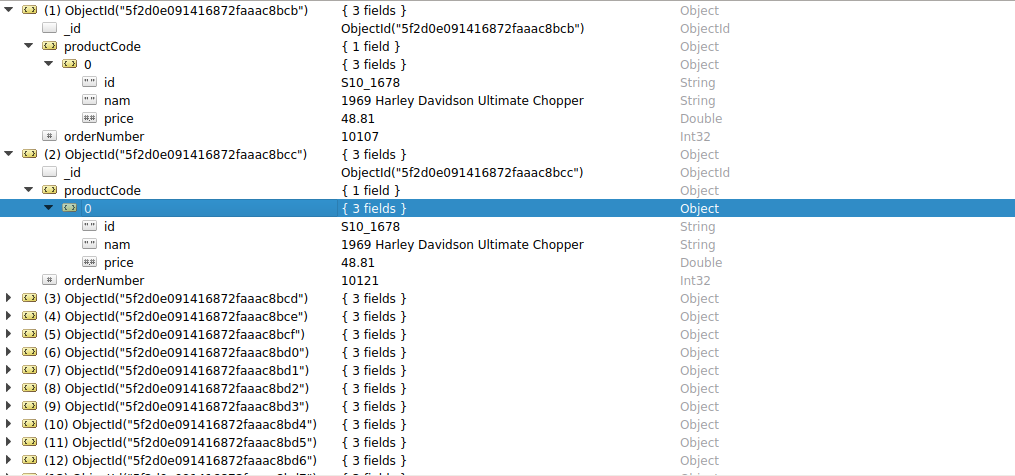 (1) ObjectId("5f2d0e091416872faaac8bcb") { 3 fields } Object
_id ObjectId("5f2d0e091416872faaac8bcb") ObjectId
productCode { 1 field } Object
0 { 3 fields } Object
" " id S10_1678 String
" " nam 1969 Harley Davidson Ultimate Chopper String
#.# price 48.81 Double
# orderNumber 10107 Int32
(2) ObjectId("5f2d0e091416872faaac8bcc") { 3 fields } Object
_id ObjectId("5f2d0e091416872faaac8bcc") ObjectId
productCode { 1 field } Object
0 { 3 fields } Object
" " id S10_1678 String
" " nam 1969 Harley Davidson Ultimate Chopper String
#.# price 48.81 Double
# orderNumber 10121 Int32
(3) ObjectId("5f2d0e091416872faaac8bcd") { 3 fields } Object
(4) ObjectId("5f2d0e091416872faaac8bce") { 3 fields } Object
(5) ObjectId("5f2d0e091416872faaac8bcf") { 3 fields } Object
(6) ObjectId("5f2d0e091416872faaac8bd0") { 3 fields } Object
(7) ObjectId("5f2d0e091416872faaac8bd1") { 3 fields } Object
(8) ObjectId("5f2d0e091416872faaac8bd2") { 3 fields } Object
(9) ObjectId("5f2d0e091416872faaac8bd3") { 3 fields } Object
(10) ObjectId("5f2d0e091416872faaac8bd4") { 3 fields } Object
(11) ObjectId("5f2d0e091416872faaac8bd5") { 3 fields } Object
(12) ObjectId("5f2d0e091416872faaac8bd6") { 3 fields } Object